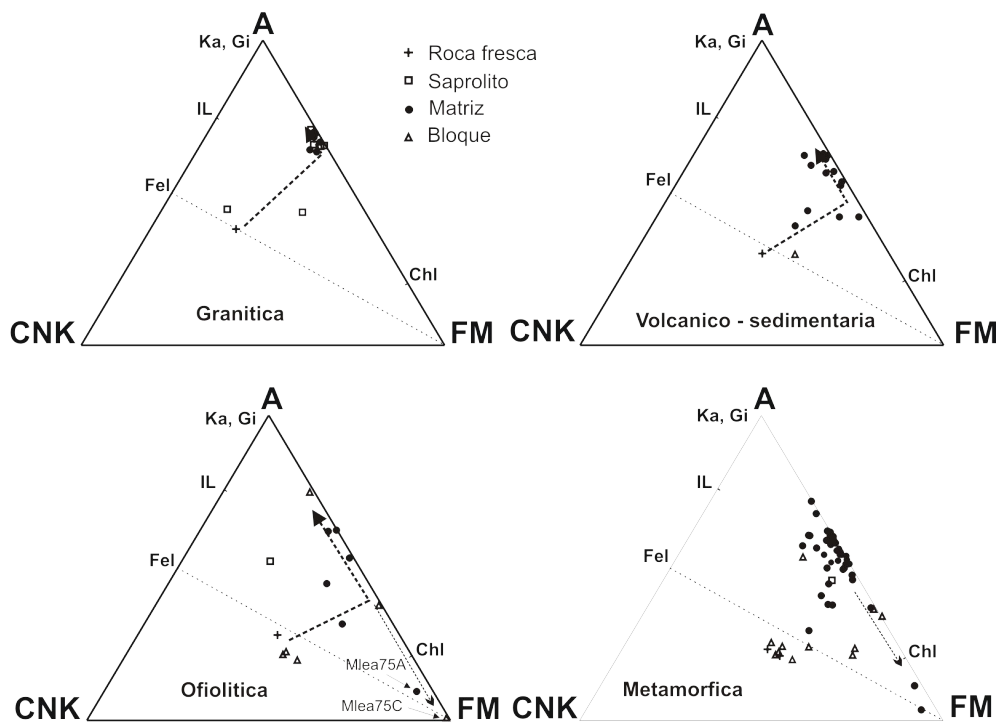 A
Ka, Gi
IL
Fel
Chl
Granitica
CNK
FM
+ Roca fresca
Saprolito
Matriz
Bloque
A
Ka, Gi
IL
Fel
Chl
Volcanico - sedimentaria
CNK
FM
A
Ka, Gi
IL
Fel
Chl
Mlea75A
Ofiolitica
Mlea75C
CNK
FM
A
Ka, Gi
IL
Fel
Chl
Metamorfica
CNK
FM